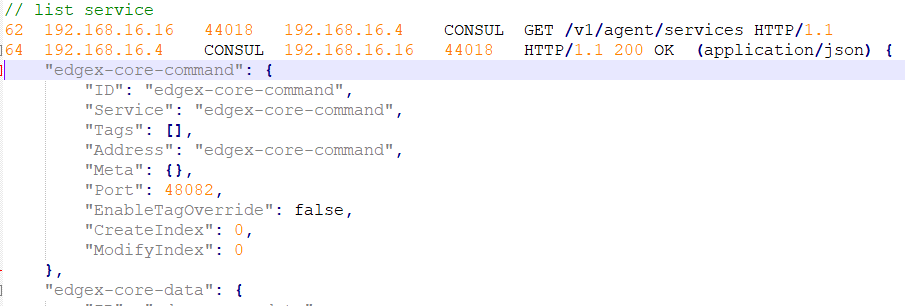 // list service
62 192.168.16.16 44018 192.168.16.4 CONSUL GET /v1/agent/services HTTP/1.1
64 192.168.16.4 CONSUL 192.168.16.16 44018 HTTP/1.1 200 OK (application/json) {
"edgex-core-command": {
"ID": "edgex-core-command",
"Service": "edgex-core-command",
"Tags": [],
"Address": "edgex-core-command",
"Meta": {},
"Port": 48082,
"EnableTagOverride": false,
"CreateIndex": 0,
"ModifyIndex": 0
},
"edgex-core-data": {